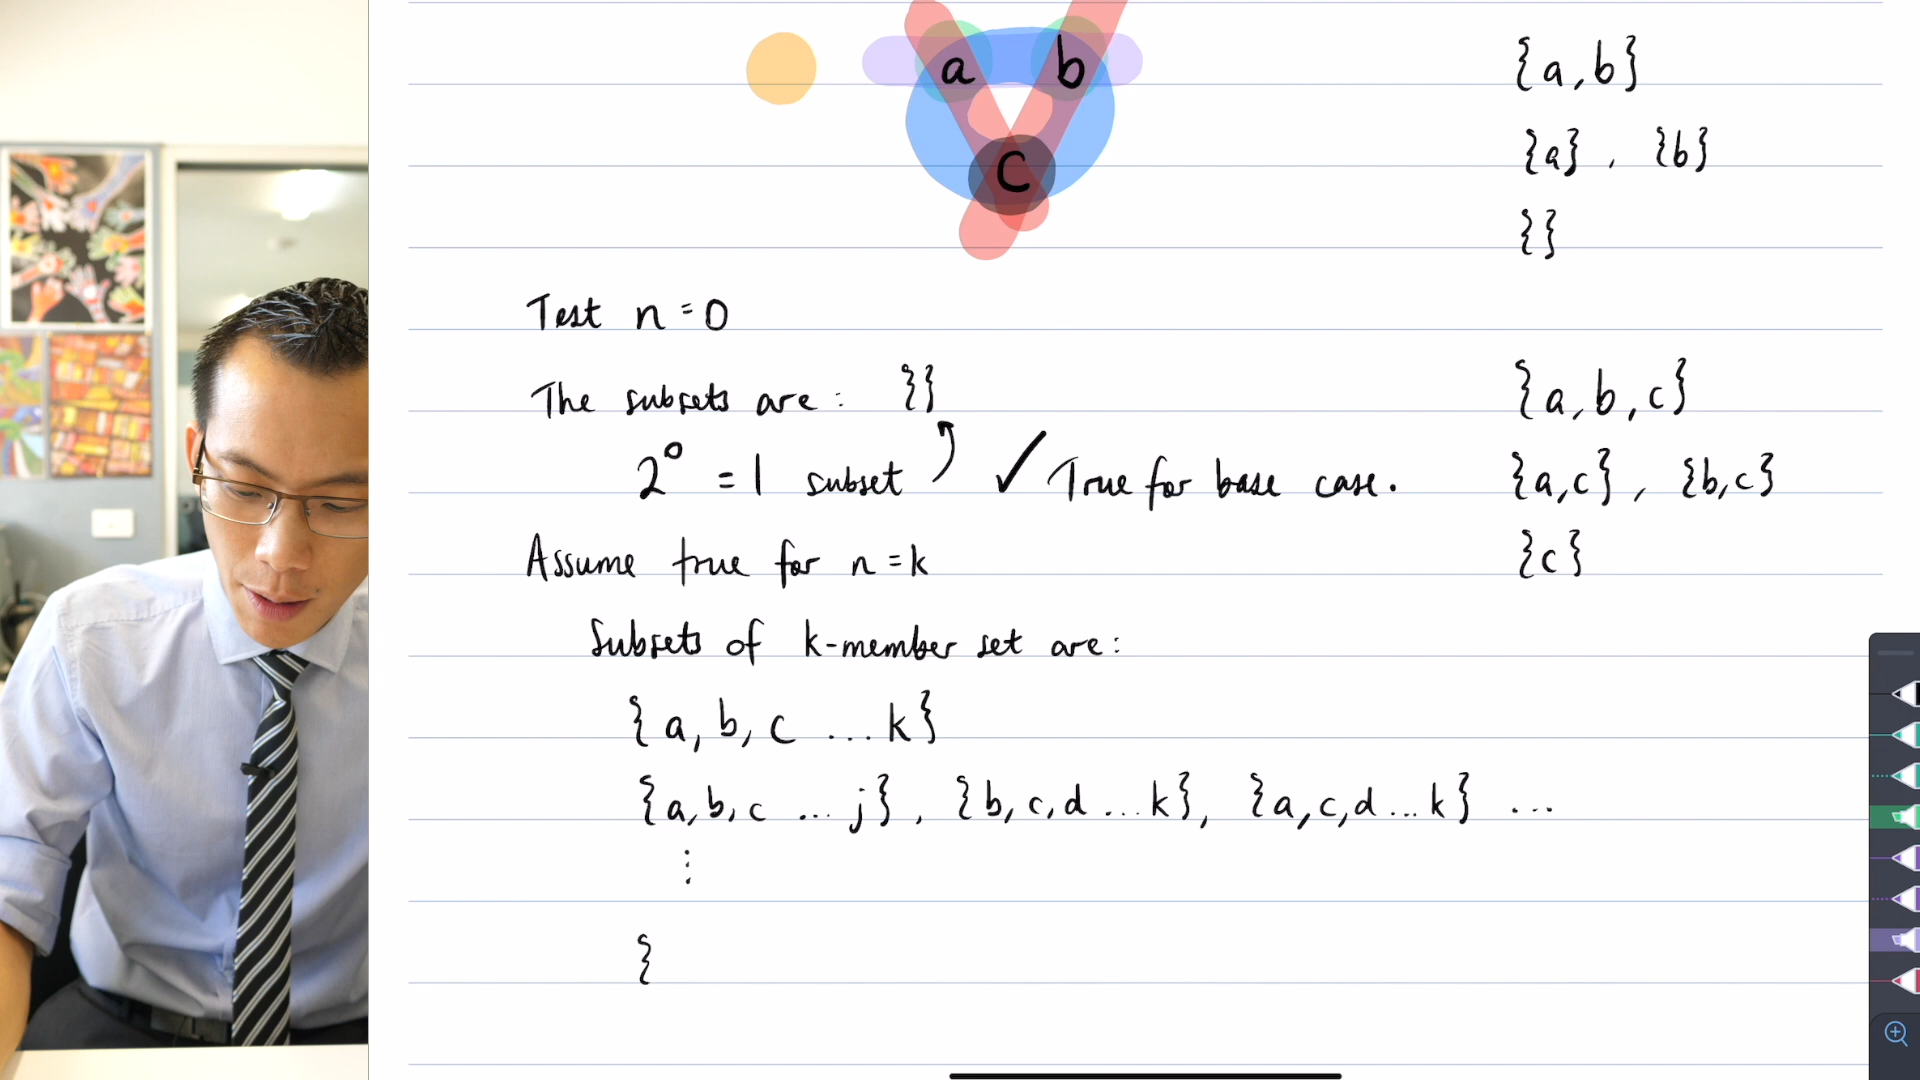 a b
C
{a,b}
{a} , {b}
{}
Test n = 0
The subsets are : {}
2⁰ = 1 subset ✓ True for base case.
Assume true for n = k
Subsets of k-member set are :
{ a, b, c ... k }
{ a, b, c ... j } , { b, c, d ... k }, { a, c, d ... k } ...
⋮
{
{a, b, c}
{a,c} , {b,c}
{c}